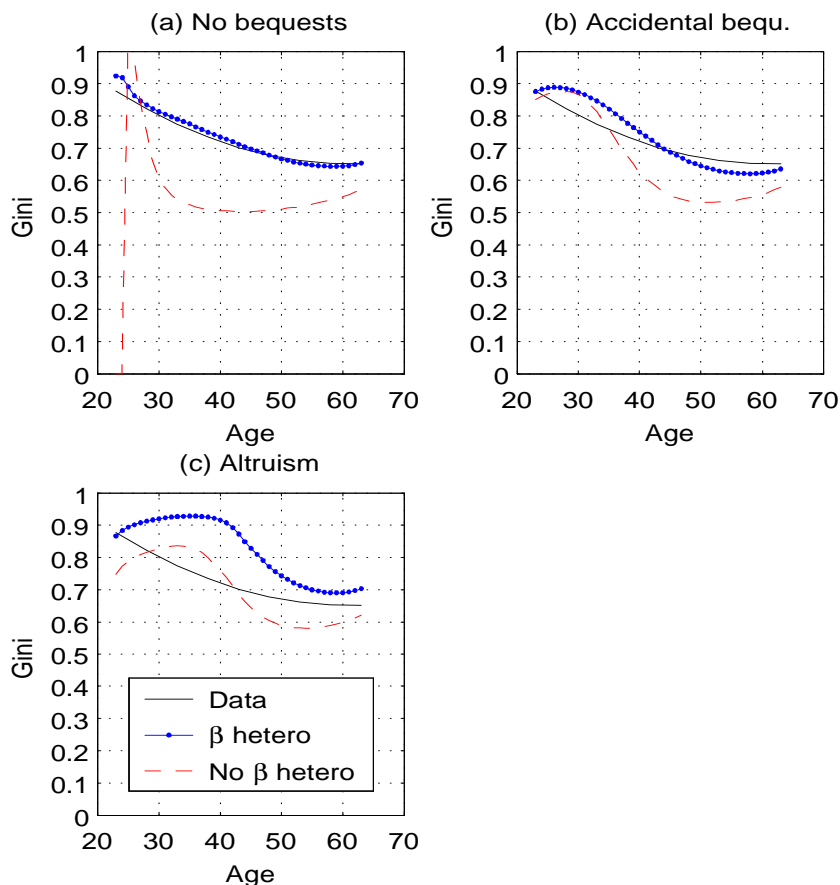 (a) No bequests
Gini
1
0.9
0.8
0.7
0.6
0.5
0.4
0.3
0.2
0.1
0
20 30 40 50 60 70
Age
(b) Accidental bequ.
Gini
1
0.9
0.8
0.7
0.6
0.5
0.4
0.3
0.2
0.1
0
20 30 40 50 60 70
Age
(c) Altruism
Gini
1
0.9
0.8
0.7
0.6
0.5
0.4
0.3
0.2
0.1
0
Data
β hetero
No β hetero
20 30 40 50 60 70
Age